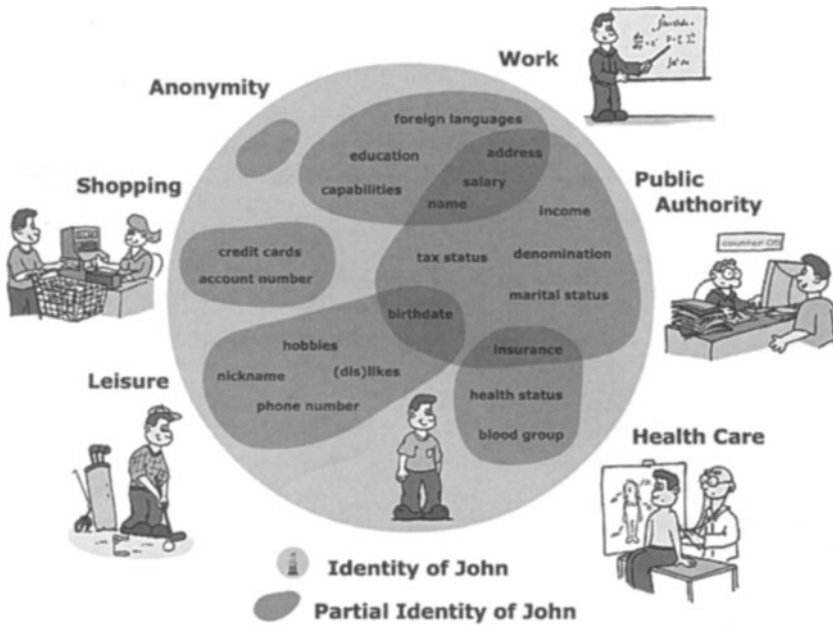 Work
Anonymity
foreign languages
address
education
salary
capabilities
name
Shopping
Public
Authority
income
credit cards
account number
tax status
denomination
marital status
birthdate
insurance
hobbies
nickname
(dis)likes
phone number
health status
blood group
Leisure
Health Care
Identity of John
Partial Identity of John